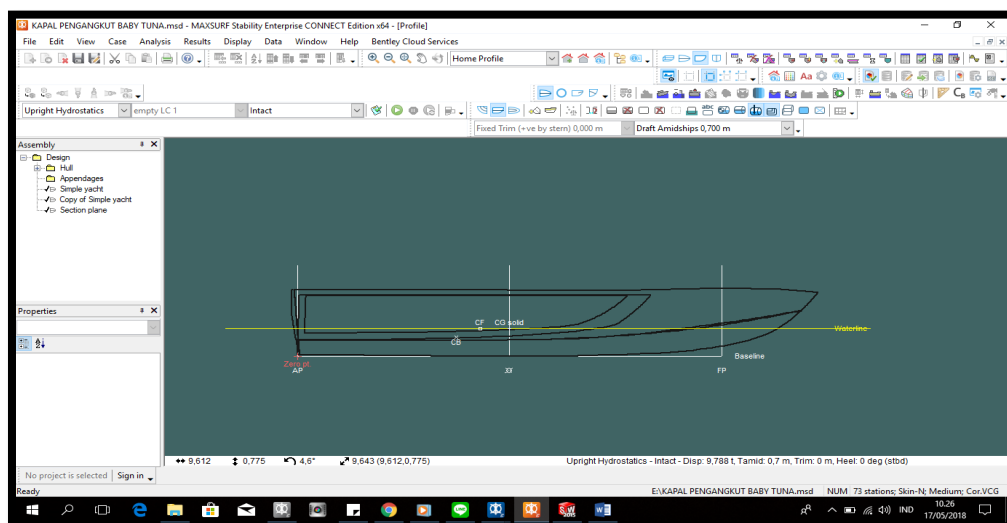 KAPAL PENGANGKUT BABY TUNA.msd - MAXSURF Stability Enterprise CONNECT Edition x64 - [Profile]
File Edit View Case Analysis Results Display Data Window Help Bentley Cloud Services
Home Profile
Aa
Upright Hydrostatics empty LC 1 Intact
Fixed Trim (+ve by stern) 0,000 m Draft Amidships 0,700 m
Assembly
Design
Hull
Appendages
Simple yacht
Copy of Simple yacht
Section plane
Properties
CF CG solid
Waterline
CB
Baseline
Zero pt.
AP FP
9,612 0,775 4,6° 9,643 (9,612,0,775) Upright Hydrostatics - Intact - Disp: 9,788 t, Tamid: 0,7 m, Trim: 0 m, Heel: 0 deg (stbd)
No project is selected Sign in
Ready E:\KAPAL PENGANGKUT BABY TUNA.msd NUM 73 stations; Skin-N; Medium; Cor.VCG
IND 10.26
17/05/2018